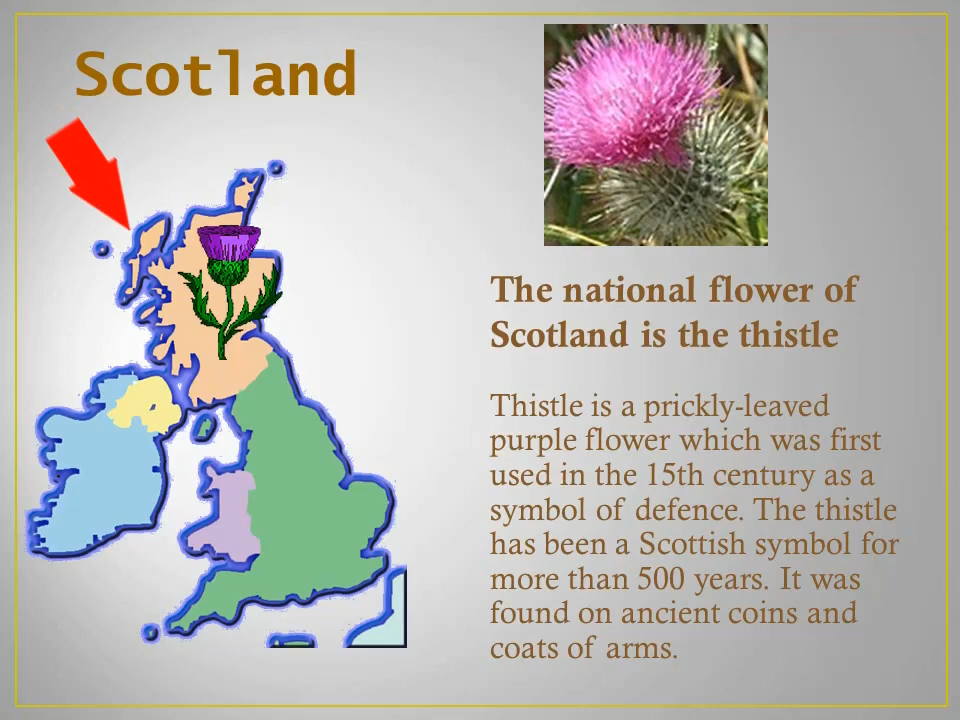 Scotland
The national flower of
Scotland is the thistle
Thistle is a prickly-leaved
purple flower which was first
used in the 15th century as a
symbol of defence. The thistle
has been a Scottish symbol for
more than 500 years. It was
found on ancient coins and
coats of arms.